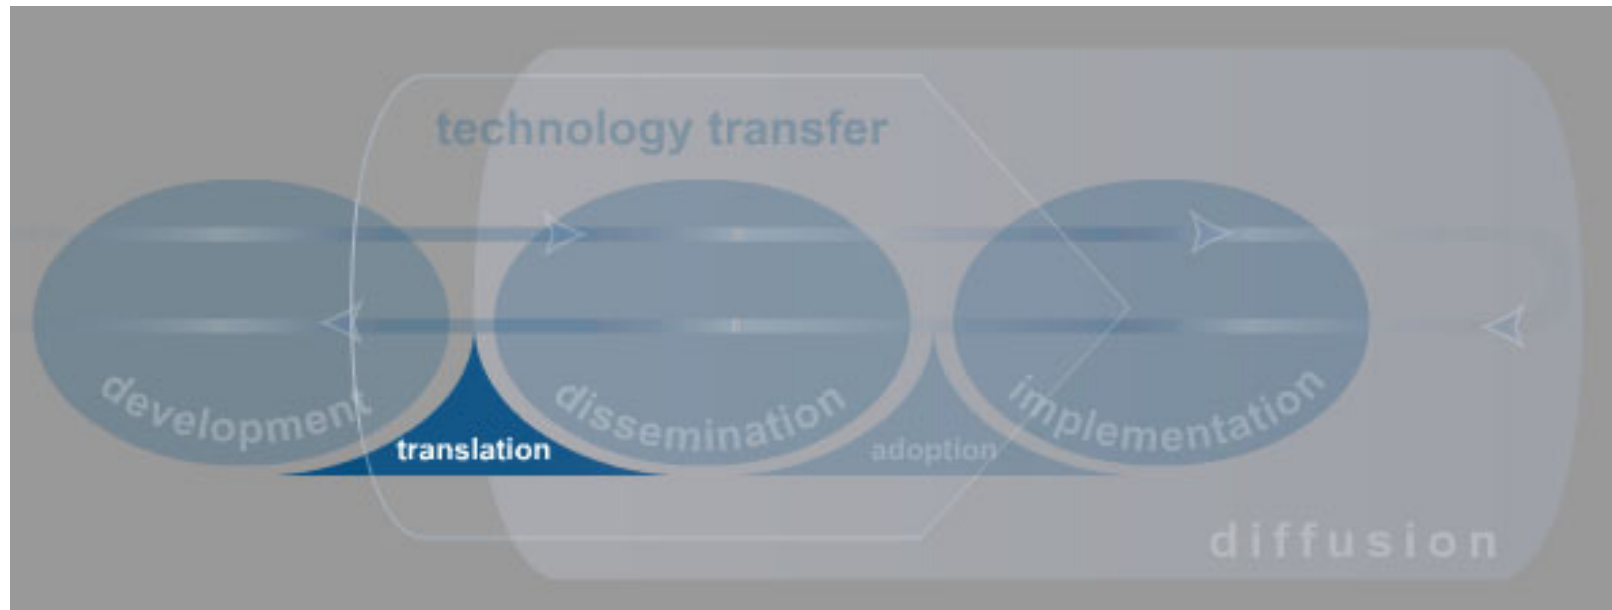 technology transfer
development
dissemination
implementation
translation
adoption
diffusion